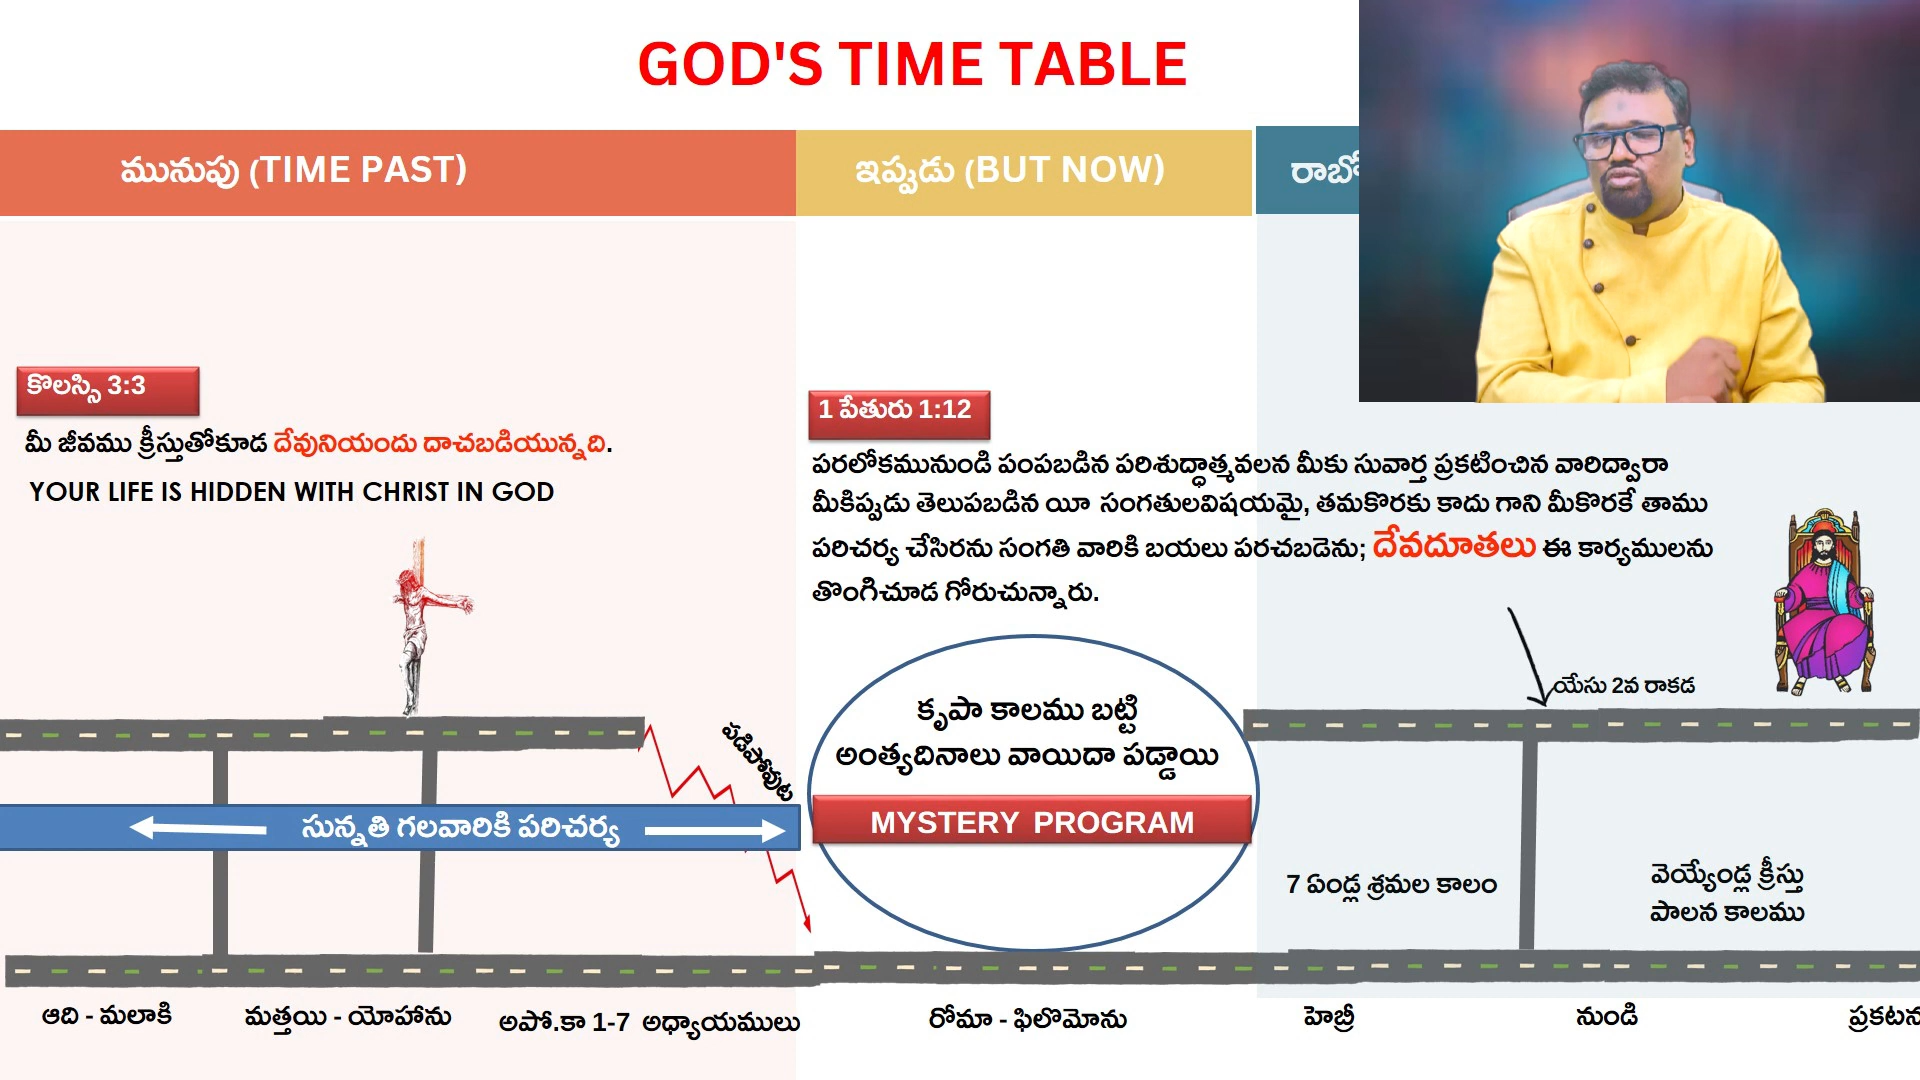 GOD'S TIME TABLE
మునుపు (TIME PAST)
ఇప్పడు (BUT NOW)
కొలస్సి 3:3
మీ జీవము క్రీస్తుతోకూడ దేవునియందు దాచబడియున్నది.
YOUR LIFE IS HIDDEN WITH CHRIST IN GOD
1 పేతురు 1:12
పరలోకమునుండి పంపబడిన పరిశుద్ధాత్మవలన మీకు సువార్త ప్రకటించిన వారిద్వారా
మీకిప్పుడు తెలుపబడిన యీ సంగతులవిషయమై, తమకొరకు కాదు గాని మీకొరకే తాము
పరిచర్య చేసిరను సంగతి వారికి బయలు పరచబడెను; దేవదూతలు ఈ కార్యములను
తొంగిచూడ గోరుచున్నారు.
యేసు 2వ రాకడ
పడిపోవుట
కృపా కాలము బట్టి
అంత్యదినాలు వాయిదా పడ్డాయి
MYSTERY PROGRAM
సున్నతి గలవారికి పరిచర్య
7 ఏండ్ల శ్రమల కాలం
వెయ్యేండ్ల క్రీస్తు
పాలన కాలము
ఆది - మలాకి
మత్తయి - యోహాను
అపో.కా 1-7 అధ్యాయములు
రోమా - ఫిలొమోను
హెబ్రీ
నుండి